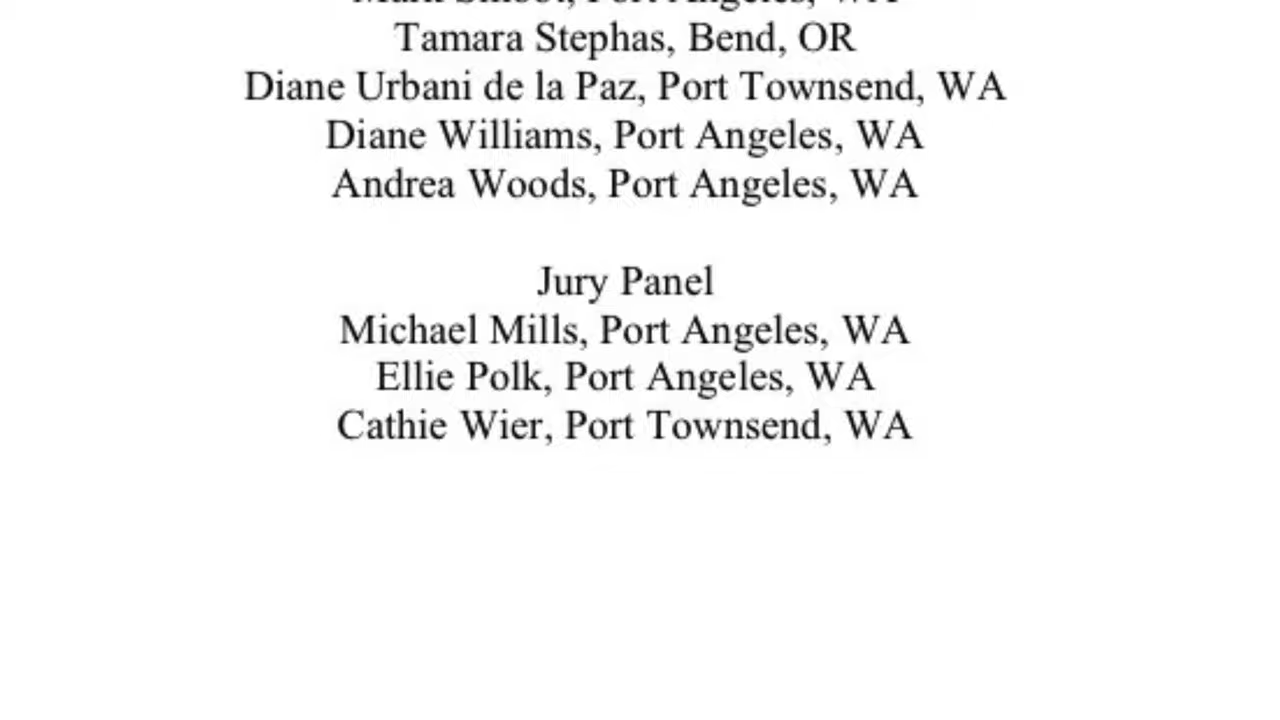 Tamara Stephas, Bend, OR
Diane Urbani de la Paz, Port Townsend, WA
Diane Williams, Port Angeles, WA
Andrea Woods, Port Angeles, WA
Jury Panel
Michael Mills, Port Angeles, WA
Ellie Polk, Port Angeles, WA
Cathie Wier, Port Townsend, WA